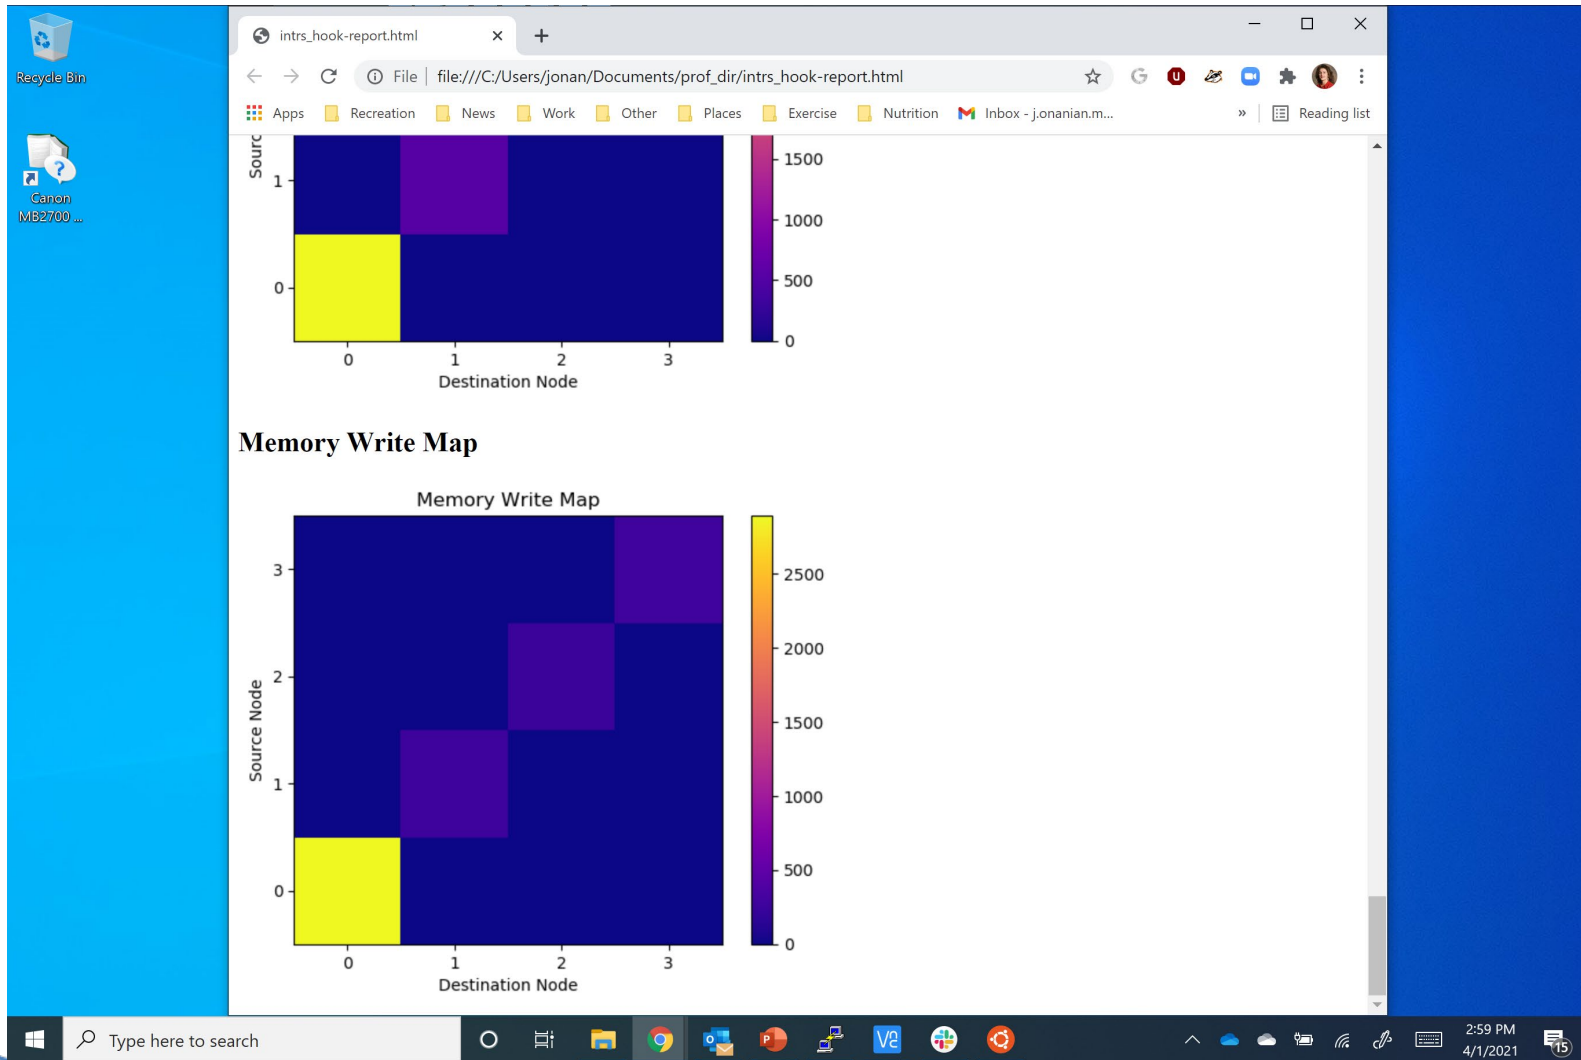 Recycle Bin
Canon
MB2700 ...
intrs_hook-report.html
File
file:///C:/Users/jonan/Documents/prof_dir/intrs_hook-report.html
Apps
Recreation
News
Work
Other
Places
Exercise
Nutrition
Inbox - j.onanian.m...
»
Reading list
1
0
0 1 2 3
Destination Node
1500
1000
500
0
Memory Write Map
Memory Write Map
Source Node
3
2
1
0
0 1 2 3
Destination Node
2500
2000
1500
1000
500
0
Type here to search
2:59 PM
4/1/2021
15